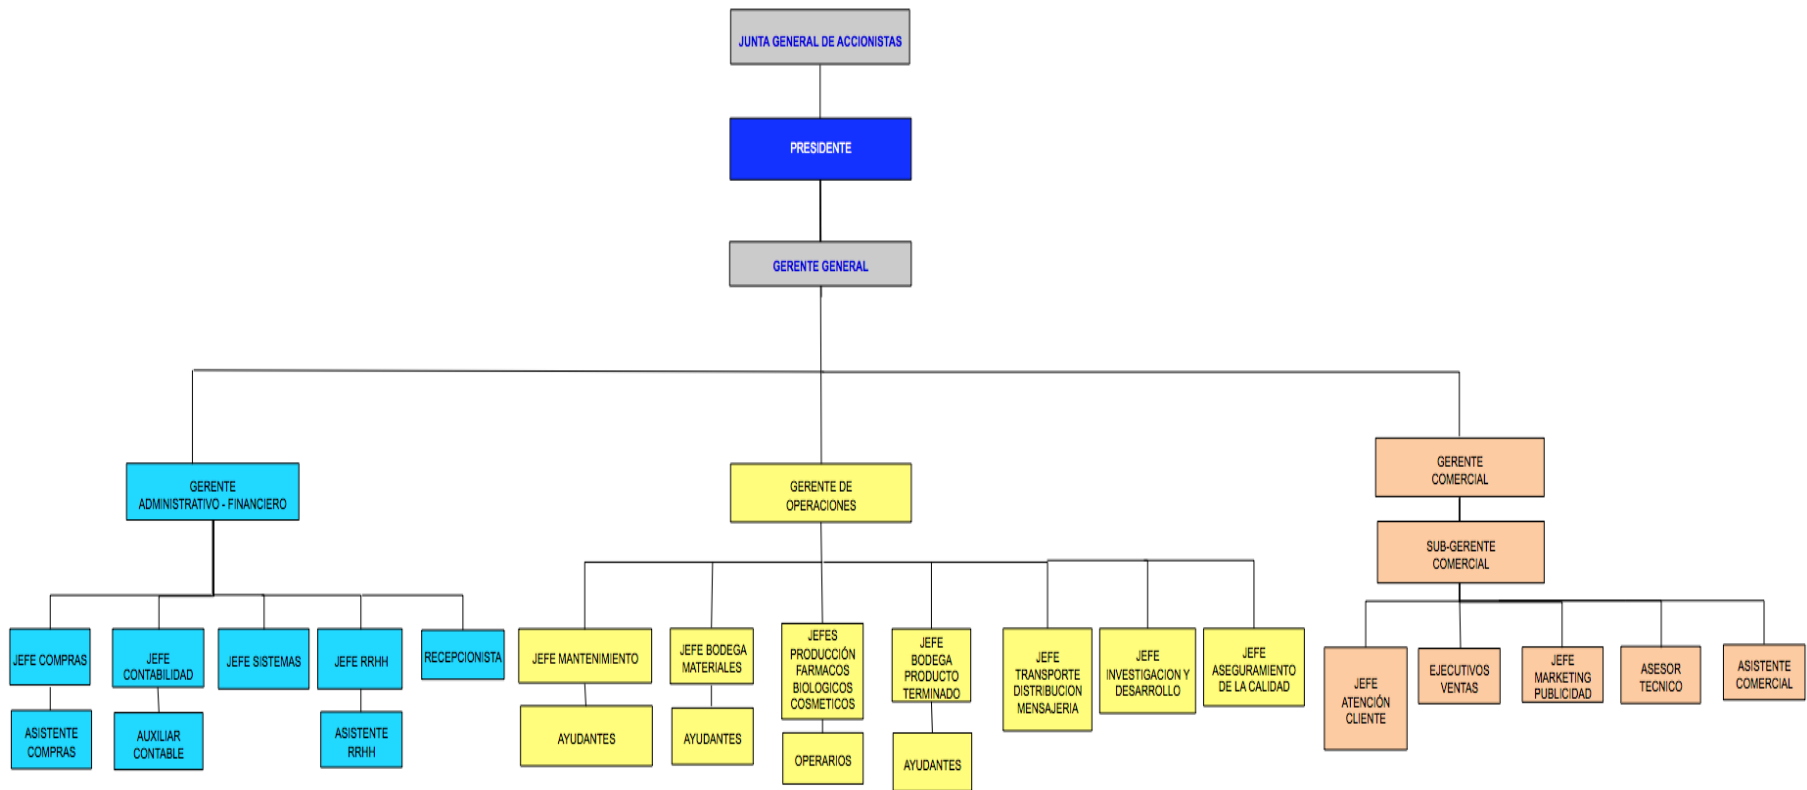 JUNTA GENERAL DE ACCIONISTAS
PRESIDENTE
GERENTE GENERAL
GERENTE
ADMINISTRATIVO - FINANCIERO
GERENTE DE
OPERACIONES
GERENTE
COMERCIAL
SUB-GERENTE
COMERCIAL
JEFE COMPRAS
JEFE
CONTABILIDAD
JEFE SISTEMAS
JEFE RRHH
RECEPCIONISTA
ASISTENTE
COMPRAS
AUXILIAR
CONTABLE
ASISTENTE
RRHH
JEFE MANTENIMIENTO
JEFE BODEGA
MATERIALES
JEFES
PRODUCCIÓN
FARMACOS
BIOLOGICOS
COSMETICOS
JEFE
BODEGA
PRODUCTO
TERMINADO
JEFE
TRANSPORTE
DISTRIBUCION
MENSAJERIA
JEFE
INVESTIGACION Y
DESARROLLO
JEFE
ASEGURAMIENTO
DE LA CALIDAD
AYUDANTES
AYUDANTES
OPERARIOS
AYUDANTES
JEFE
ATENCIÓN
CLIENTE
EJECUTIVOS
VENTAS
JEFE
MARKETING
PUBLICIDAD
ASESOR
TECNICO
ASISTENTE
COMERCIAL